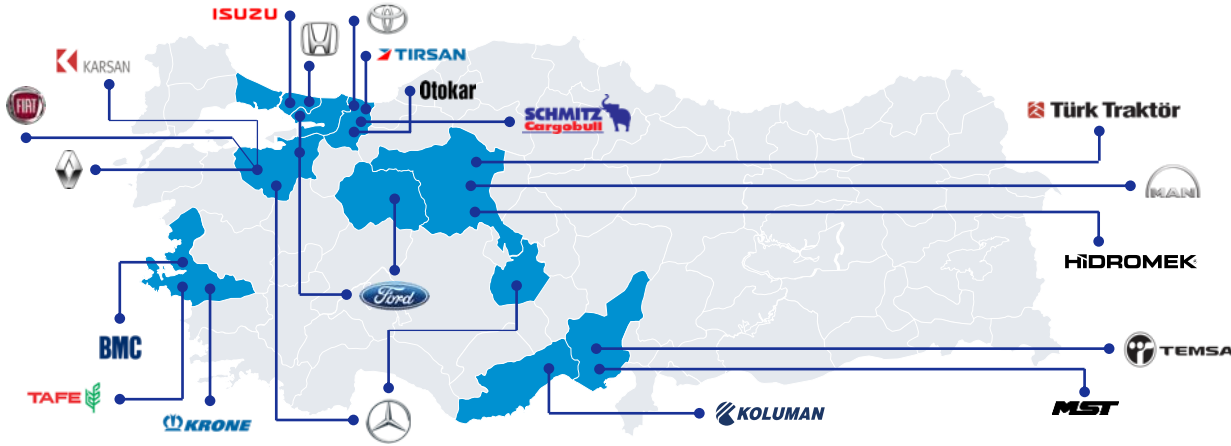 ISUZU
KARSAN
TIRSAN
Otokar
FIAT
SCHMITZ
Cargobull
Türk Traktör
MAN
HİDROMEK
Ford
BMC
TEMSA
TAFE
KRONE
KOLUMAN
MST